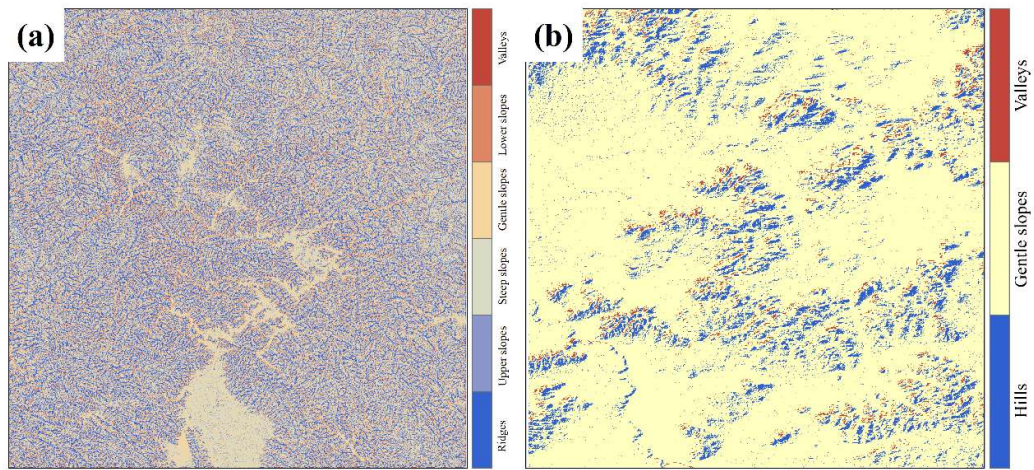 (a)
Valleys
Lower slopes
Gentle slopes
Steep slopes
Upper slopes
Ridges
(b)
Valleys
Gentle slopes
Hills